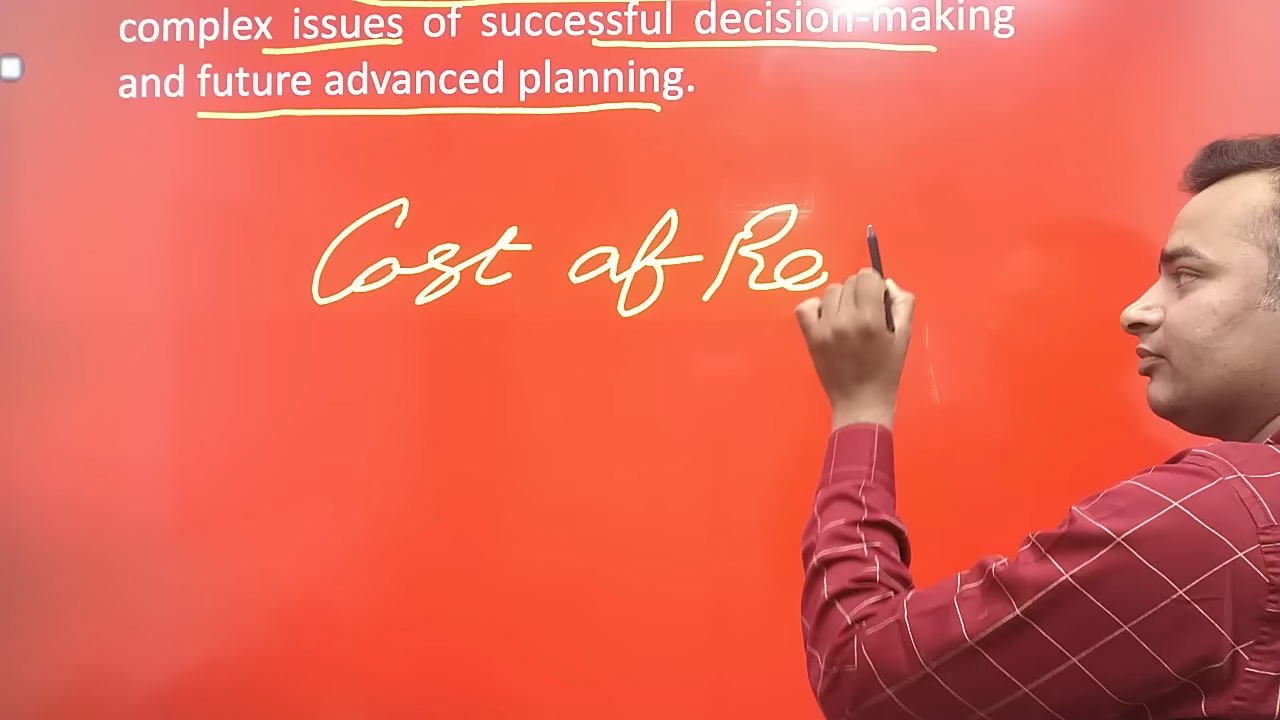 complex issues of successful decision-making
and future advanced planning.
Cost of Re